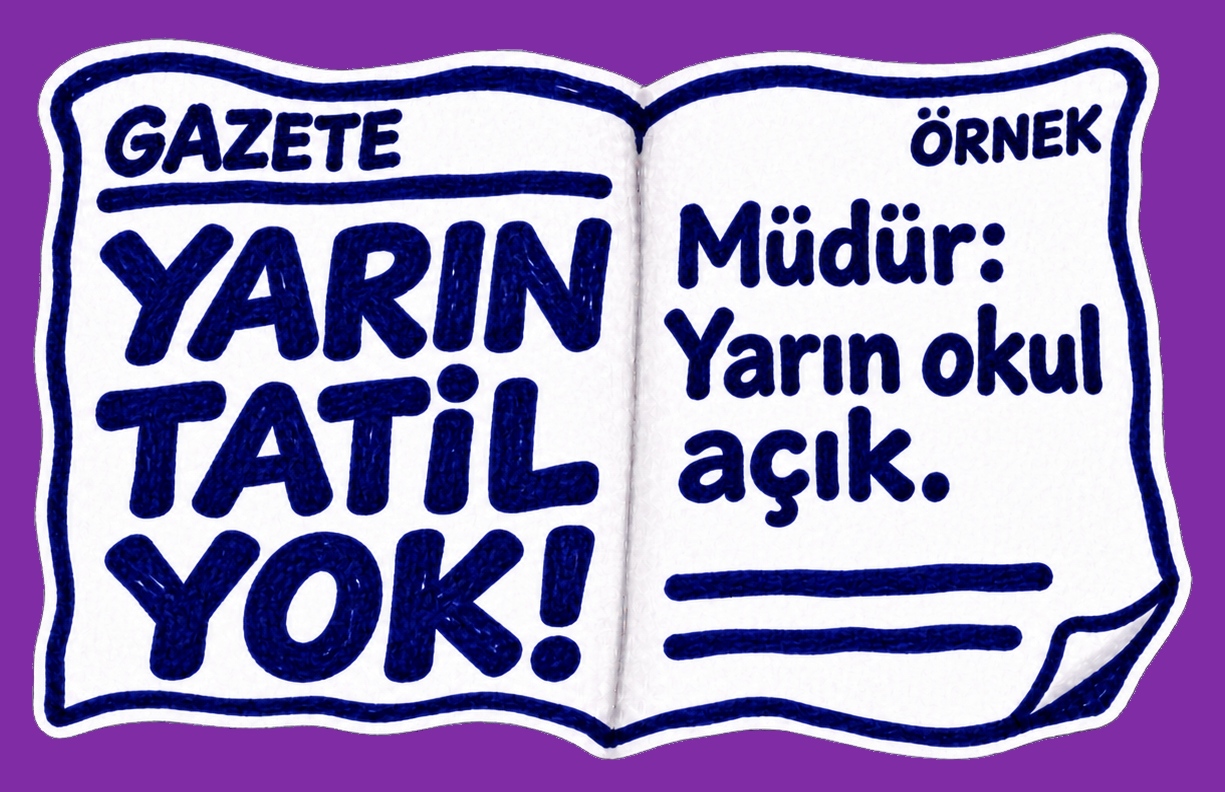 GAZETE
YARIN
TATİL
YOK!
ÖRNEK
Müdür:
Yarın okul
açık.